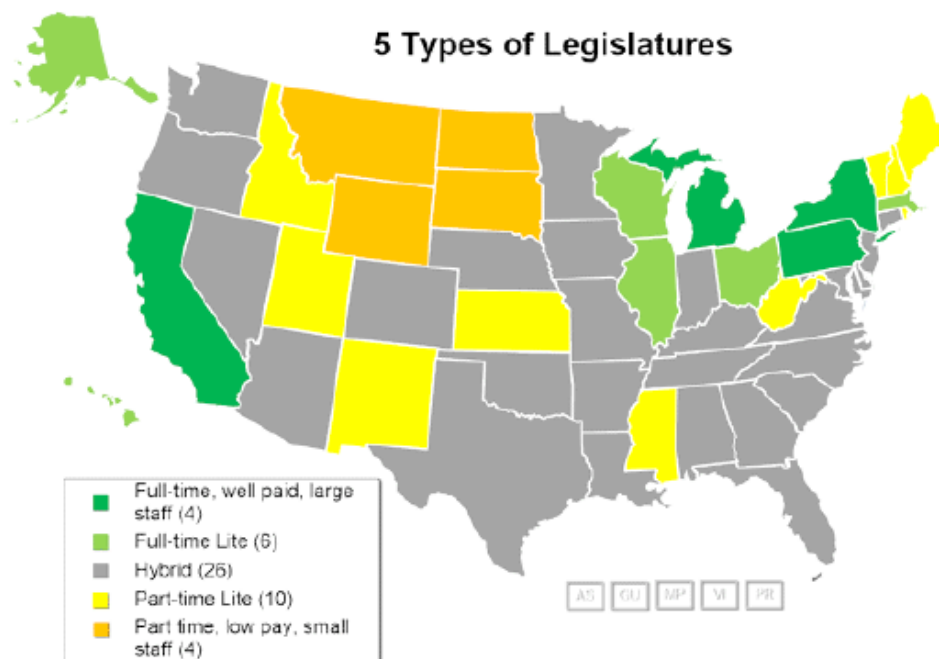 5 Types of Legislatures
Full-time, well paid, large
staff (4)
Full-time Lite (6)
Hybrid (26)
Part-time Lite (10)
Part time, low pay, small
staff (4)
AS GU MP VI PR